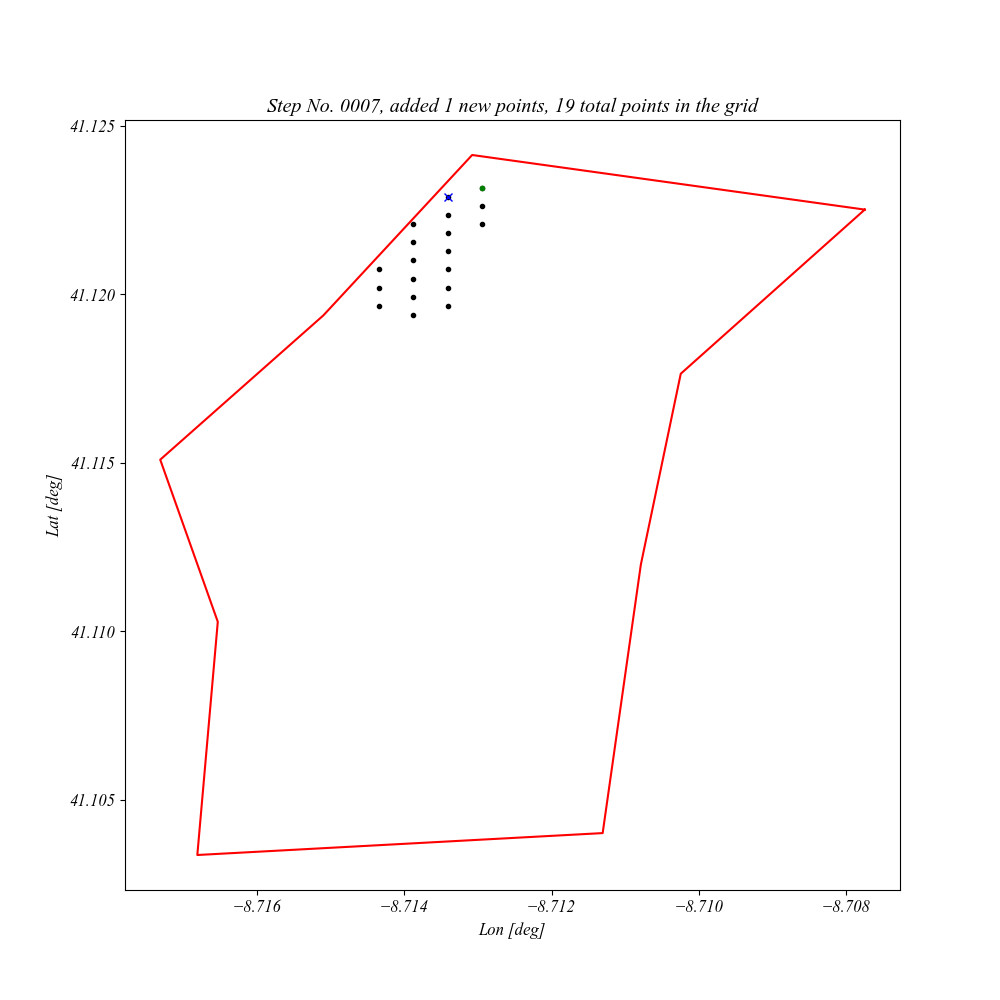 Step No. 0007, added 1 new points, 19 total points in the grid
41.125
41.120
41.115
41.110
41.105
Lat [deg]
−8.716 −8.714 −8.712 −8.710 −8.708
Lon [deg]